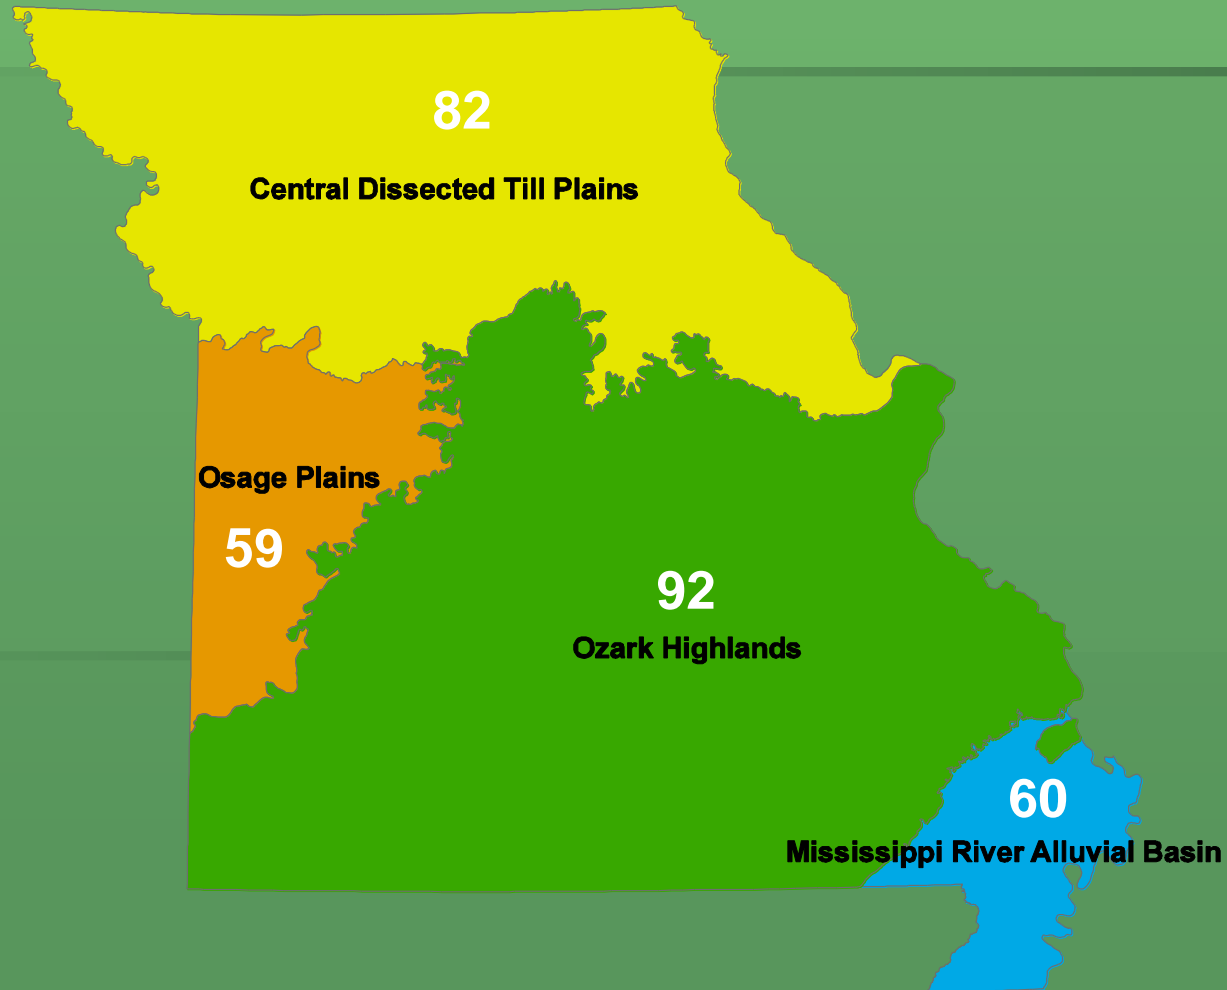 82
Central Dissected Till Plains
Osage Plains
59
92
Ozark Highlands
60
Mississippi River Alluvial Basin